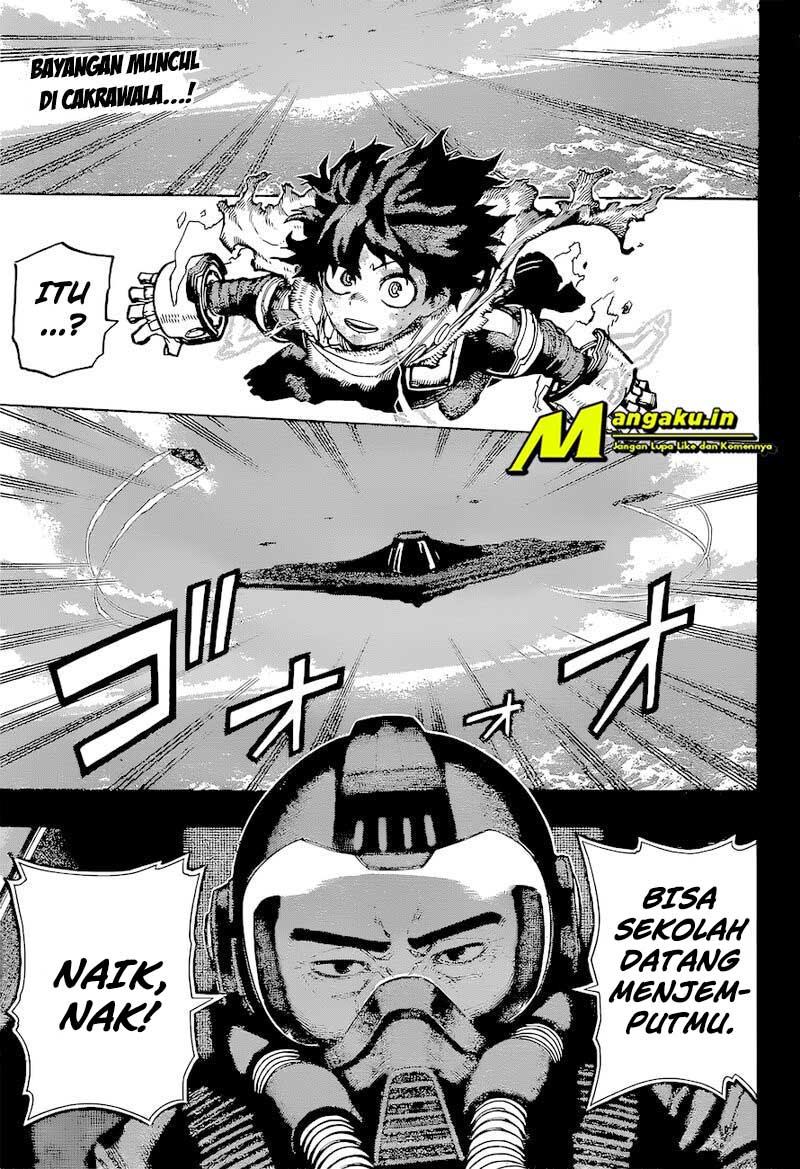 BAYANGAN MUNCUL
DI CAKRAWALA...!
ITU
...?
Mangaku.in
Jangan Lupa Like dan Komennya
ゴォオオ
BISA
SEKOLAH
DATANG
MENJEM-
PUTMU.
NAIK,
NAK!